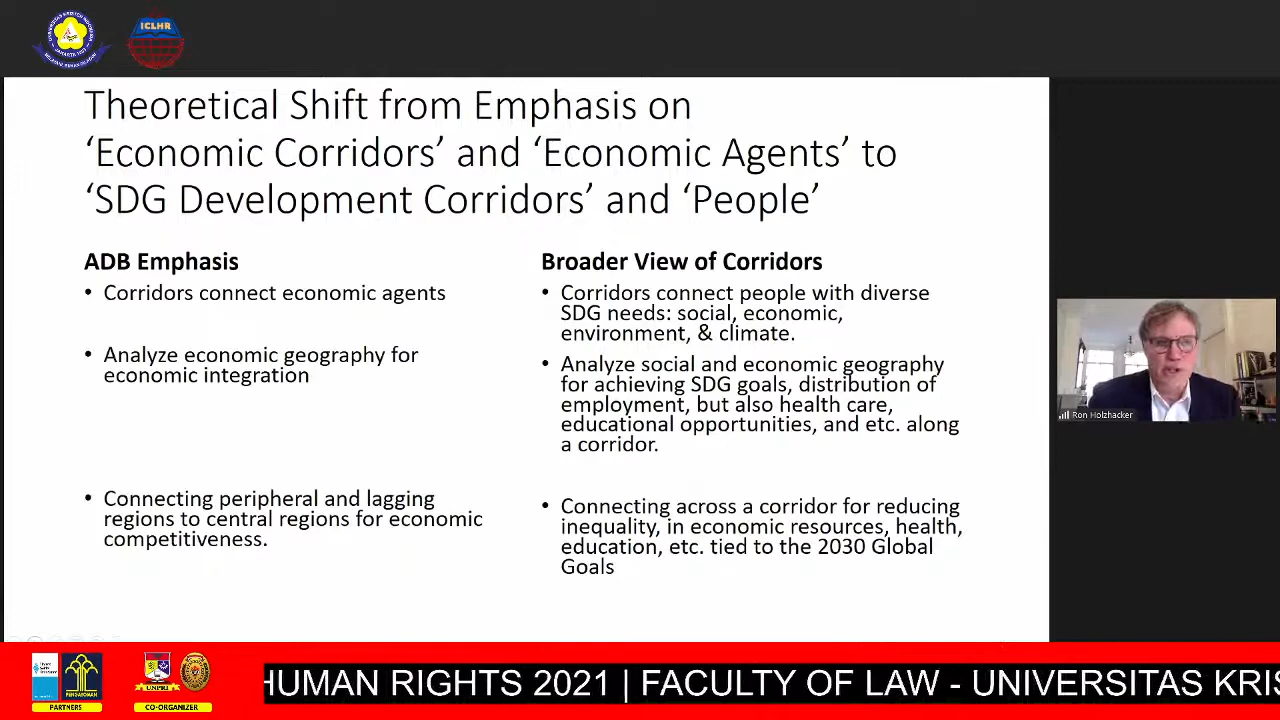 ICLHR
Theoretical Shift from Emphasis on
‘Economic Corridors’ and ‘Economic Agents’ to
‘SDG Development Corridors’ and ‘People’
ADB Emphasis
• Corridors connect economic agents
• Analyze economic geography for
economic integration
• Connecting peripheral and lagging
regions to central regions for economic
competitiveness.
Broader View of Corridors
• Corridors connect people with diverse
SDG needs: social, economic,
environment, & climate.
• Analyze social and economic geography
for achieving SDG goals, distribution of
employment, but also health care,
educational opportunities, and etc. along
a corridor.
• Connecting across a corridor for reducing
inequality, in economic resources, health,
education, etc. tied to the 2030 Global
Goals
Ron Holzhacker
PENGAYOMAN
PARTNERS
UNPRI
CO-ORGANIZER
HUMAN RIGHTS 2021 | FACULTY OF LAW - UNIVERSITAS KRIS